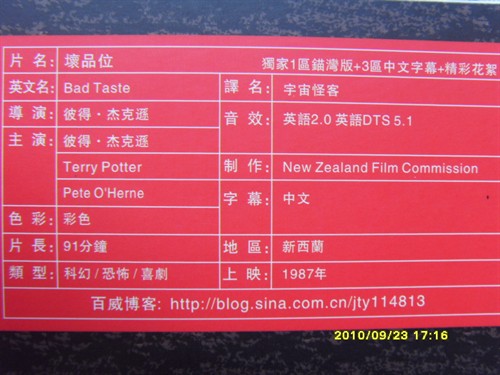 片 名: 壞品位 獨家1區錨灣版+3區中文字幕+精彩花絮
英文名: Bad Taste 譯 名: 宇宙怪客
導 演: 彼得·杰克遜 音 效: 英語2.0 英語DTS 5.1
主 演: 彼得·杰克遜
Terry Potter 制 作: New Zealand Film Commission
Pete O'Herne 字 幕: 中文
色 彩: 彩色
片 長: 91分鐘 地 區: 新西蘭
類 型: 科幻/恐怖/喜劇 上 映: 1987年
百威博客: http://blog.sina.com.cn/jty114813
2010/09/23 17:16